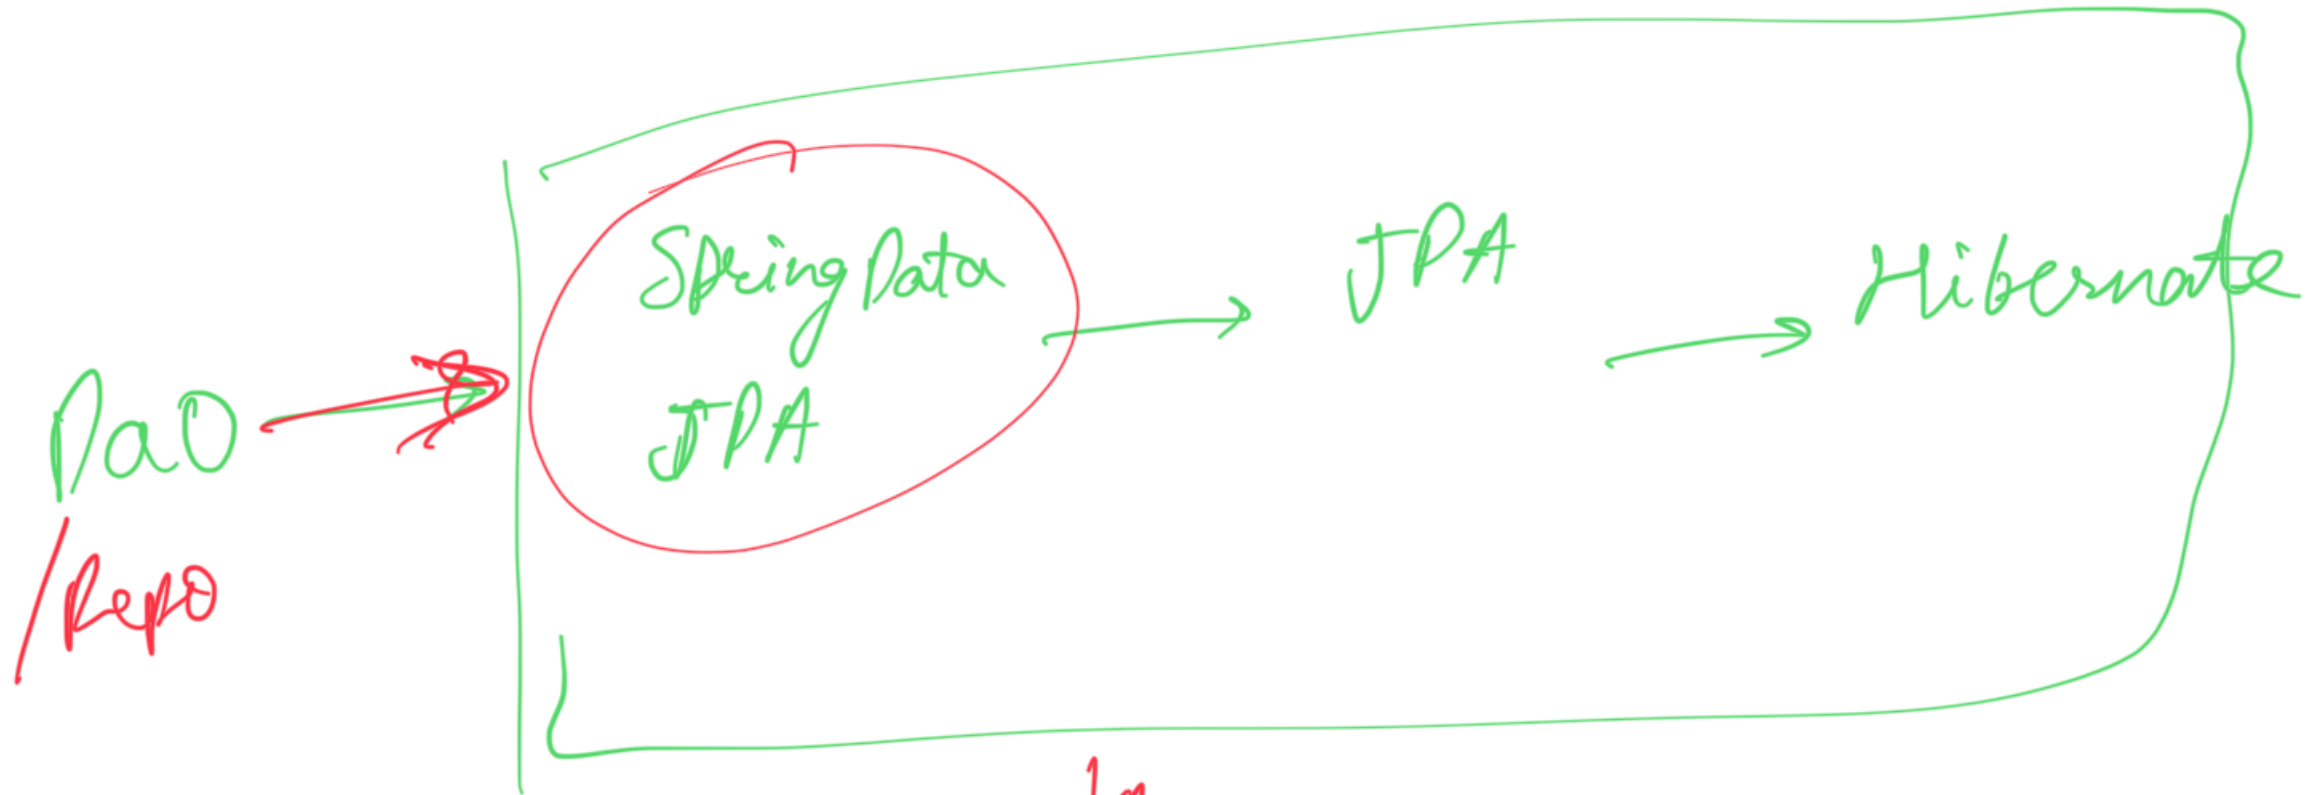 DaO
/Repo
Spring Data
JPA
JPA
Hibernate